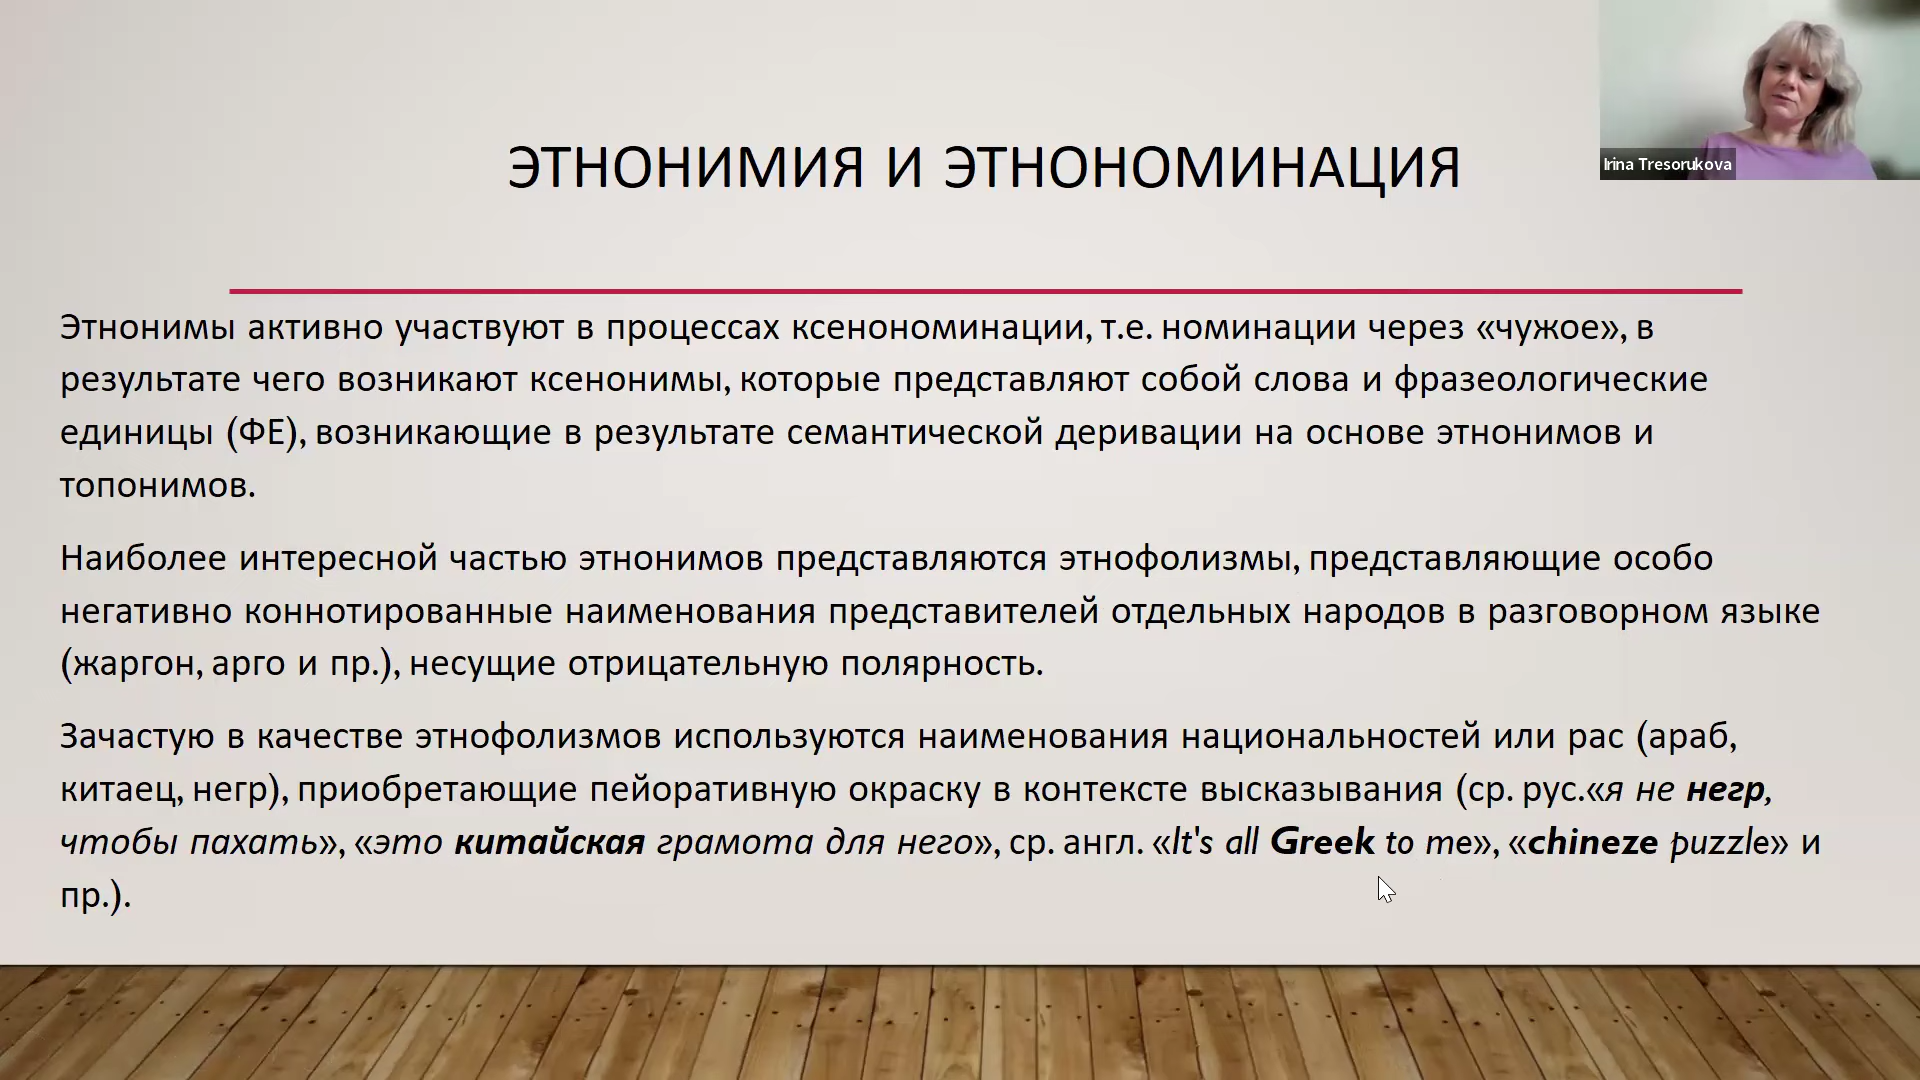 ЭТНОНИМИЯ И ЭТНОНОМИНАЦИЯ
Irina Tresorukova
Этнонимы активно участвуют в процессах ксенономинации, т.е. номинации через «чужое», в
результате чего возникают ксенонимы, которые представляют собой слова и фразеологические
единицы (ФЕ), возникающие в результате семантической деривации на основе этнонимов и
топонимов.
Наиболее интересной частью этнонимов представляются этнофолизмы, представляющие особо
негативно коннотированные наименования представителей отдельных народов в разговорном языке
(жаргон, арго и пр.), несущие отрицательную полярность.
Зачастую в качестве этнофолизмов используются наименования национальностей или рас (араб,
китаец, негр), приобретающие пейоративную окраску в контексте высказывания (ср. рус.«я не негр,
чтобы пахать», «это китайская грамота для него», ср. англ. «It's all Greek to me», «chineze puzzle» и
пр.).